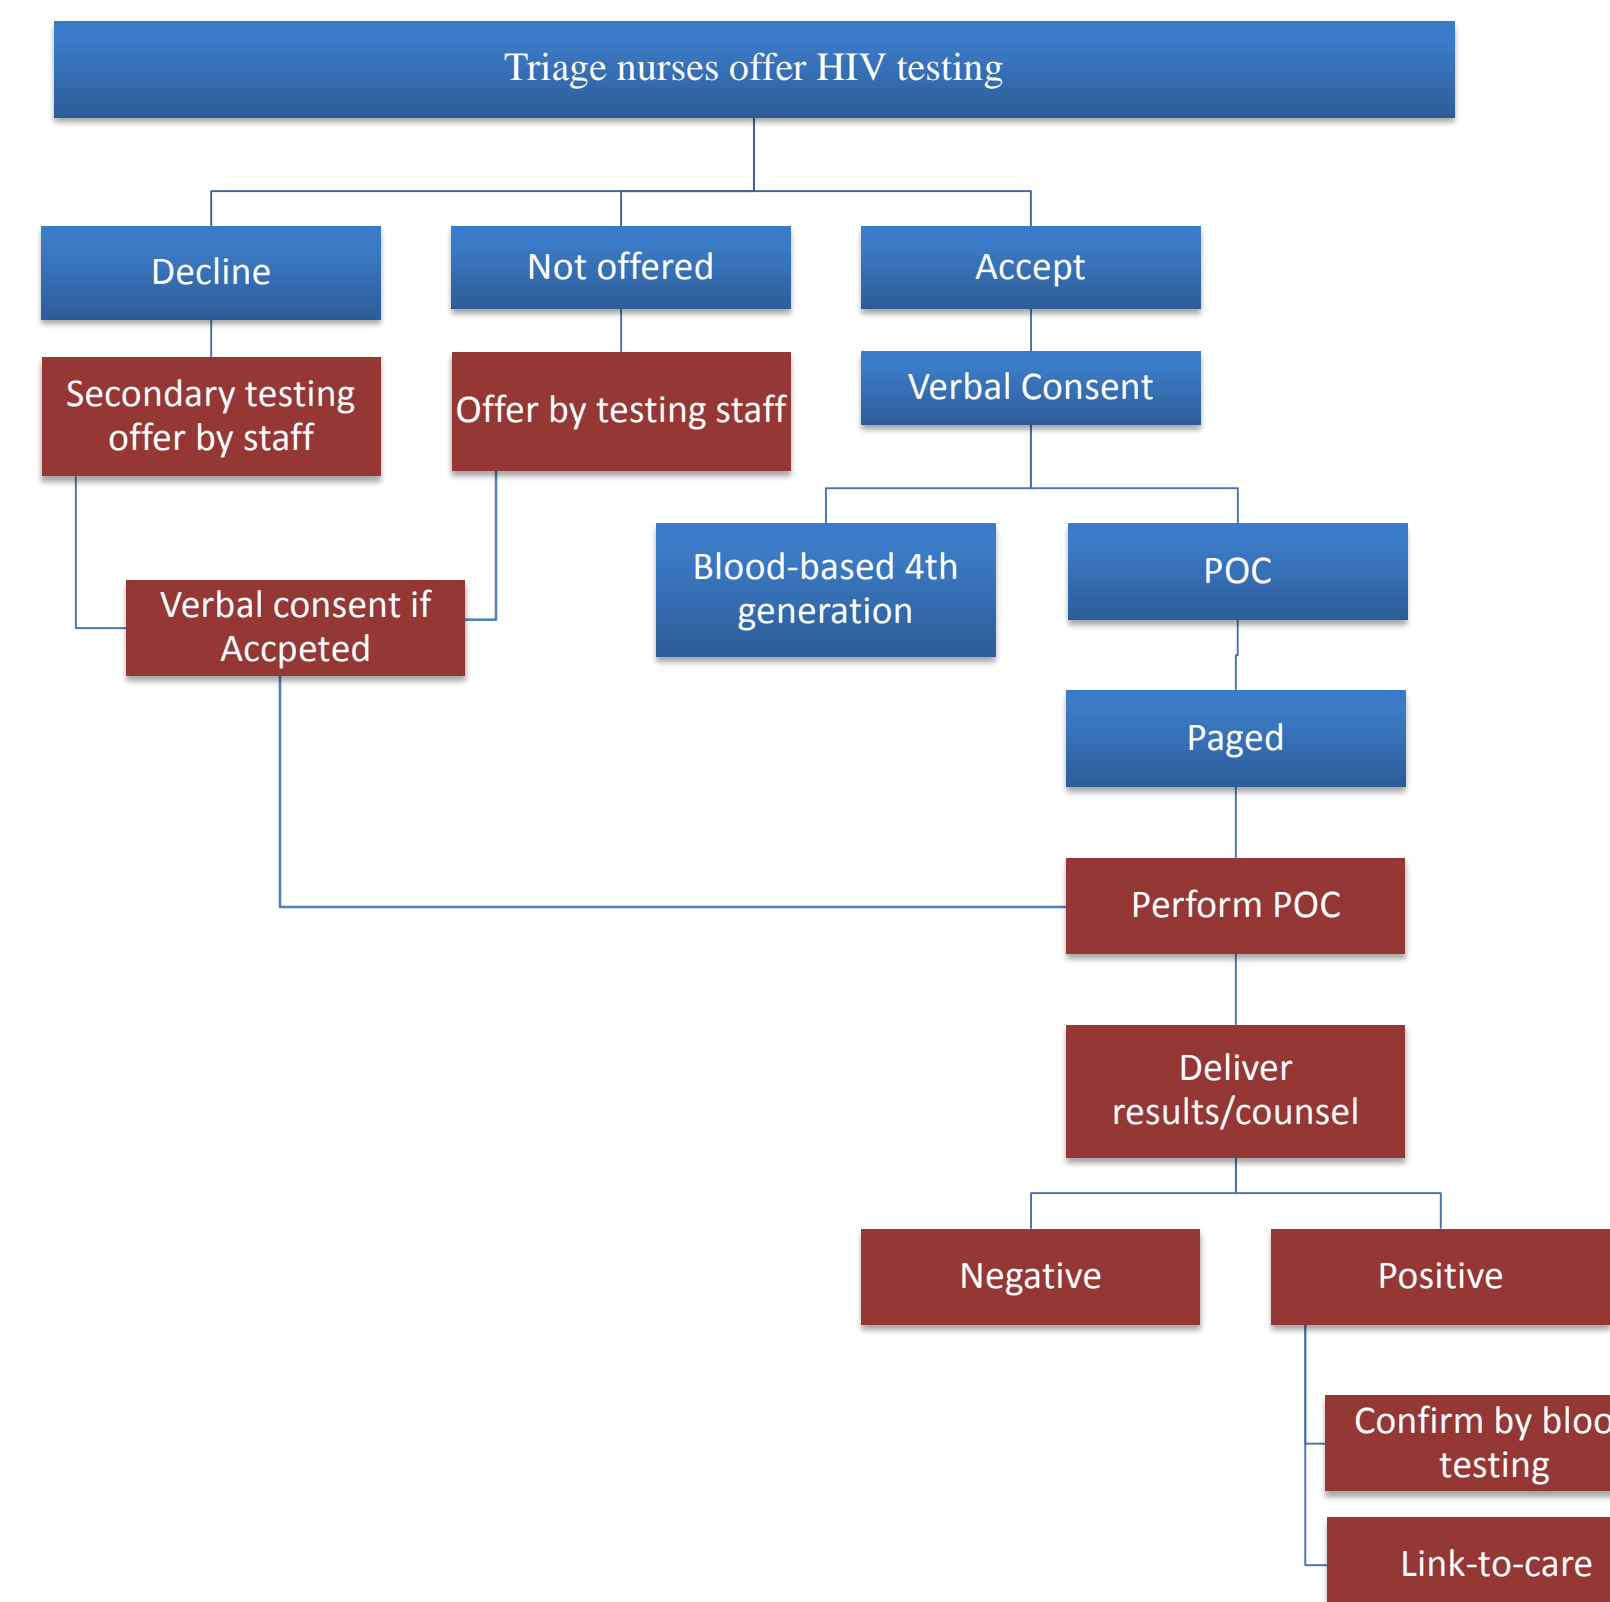 Triage nurses offer HIV testing
Decline
Not offered
Accept
Secondary testing
offer by staff
Offer by testing staff
Verbal Consent
Blood-based 4th
generation
POC
Verbal consent if
Accpeted
Paged
Perform POC
Deliver
results/counsel
Negative
Positive
Confirm by
testing
Link-to-care